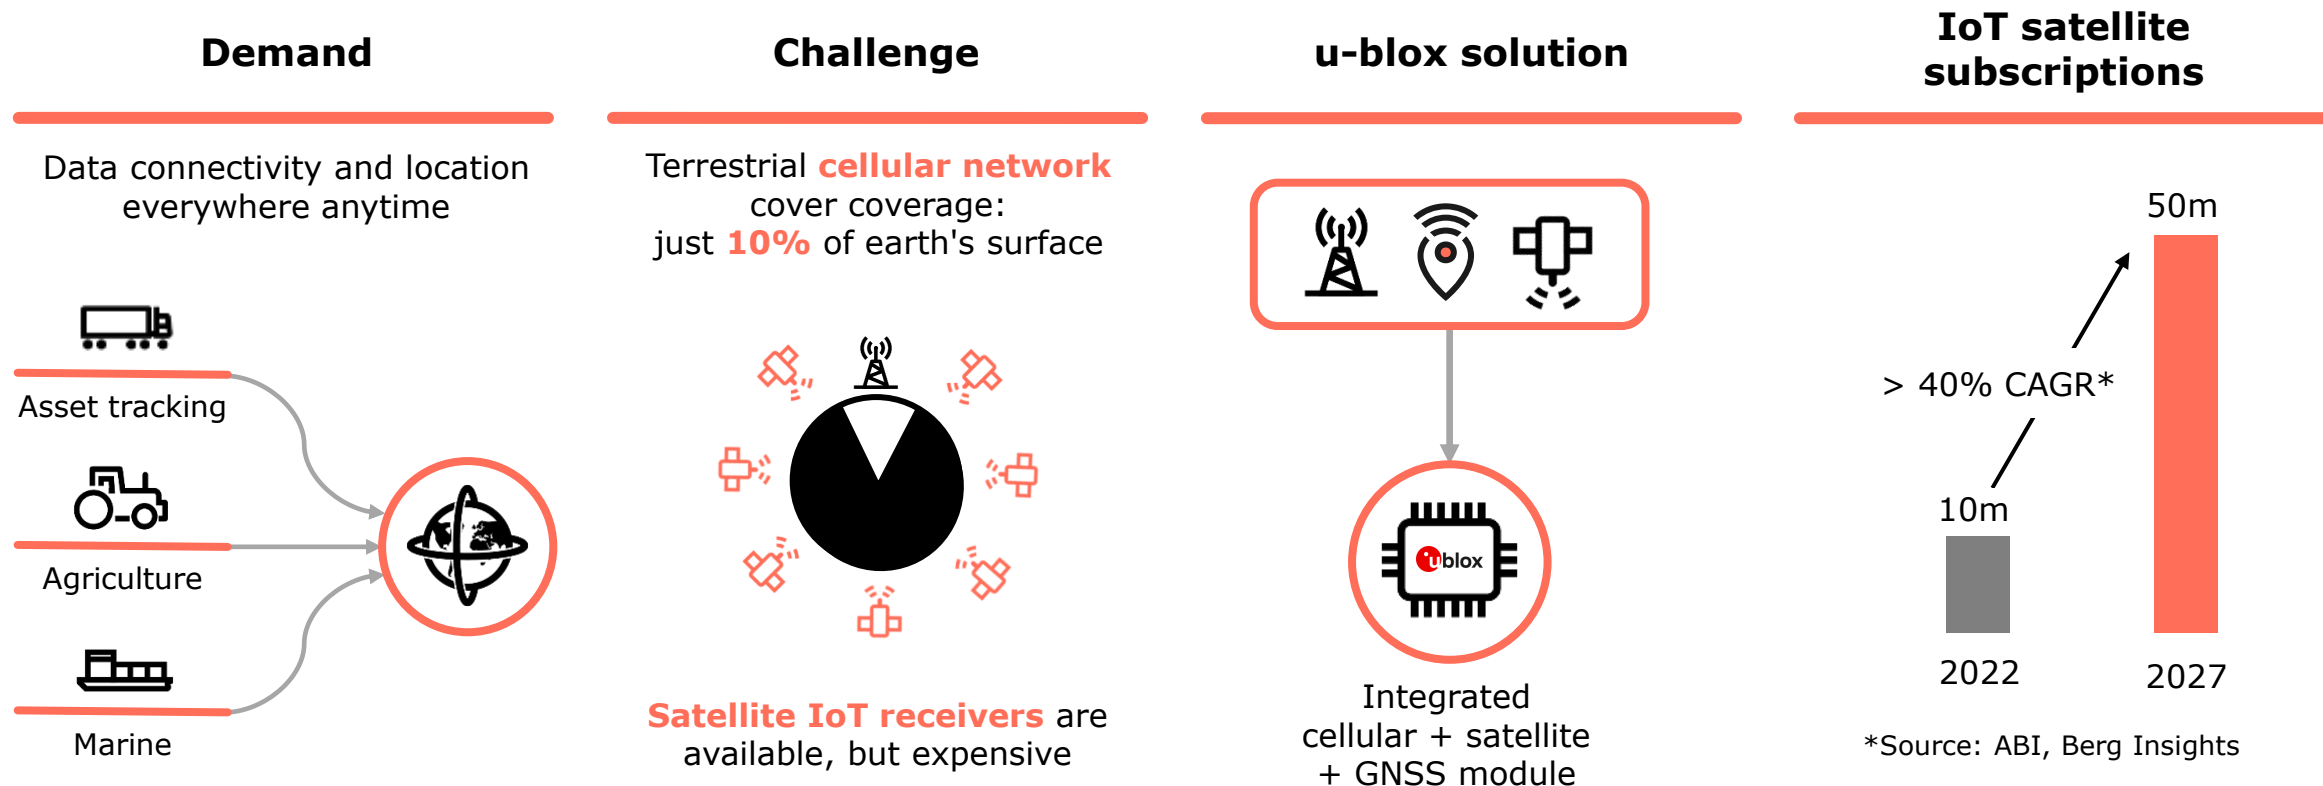 Demand
Data connectivity and location
everywhere anytime
Asset tracking
Agriculture
Marine
Challenge
Terrestrial cellular network
cover coverage:
just 10% of earth's surface
Satellite IoT receivers are
available, but expensive
u-blox solution
ublox
Integrated
cellular + satellite
+ GNSS module
IoT satellite
subscriptions
50m
> 40% CAGR*
10m
2022
2027
*Source: ABI, Berg Insights